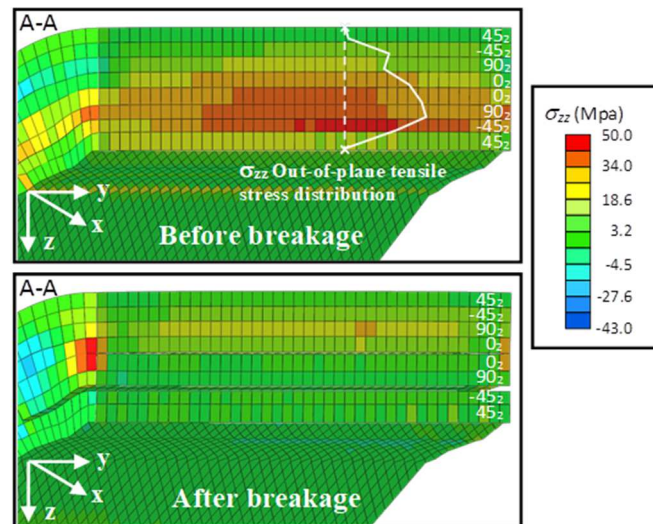 A-A
45₂
-45₂
90₂
0₂
0₂
90₂
-45₂
45₂
σzz Out-of-plane tensile
stress distribution
y
x
z
Before breakage
σzz (Mpa)
50.0
34.0
18.6
3.2
-4.5
-27.6
-43.0
A-A
45₂
-45₂
90₂
0₂
0₂
90₂
-45₂
45₂
y
x
z
After breakage